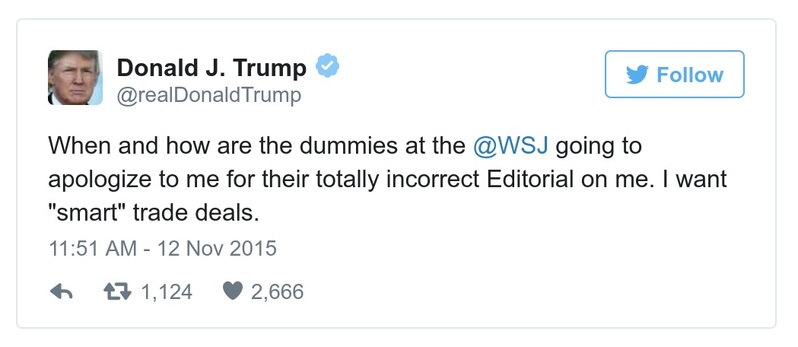 Donald J. Trump
@realDonaldTrump
Follow
When and how are the dummies at the @WSJ going to
apologize to me for their totally incorrect Editorial on me. I want
"smart" trade deals.
11:51 AM - 12 Nov 2015
1,124 2,666